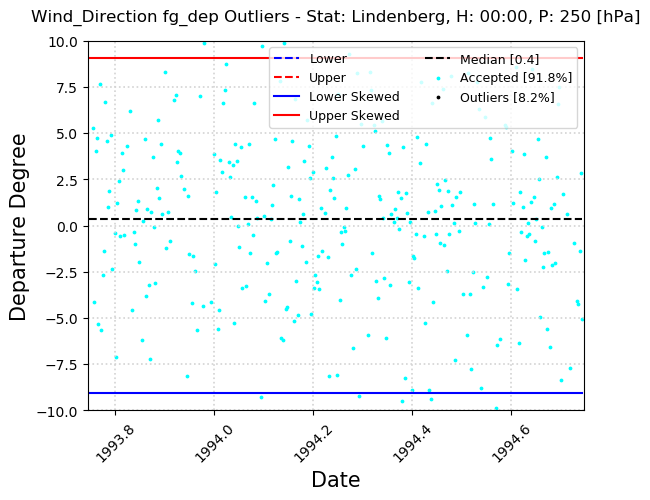 Wind_Direction fg_dep Outliers - Stat: Lindenberg, H: 00:00, P: 250 [hPa]
Lower
Upper
Lower Skewed
Upper Skewed
Median [0.4]
Accepted [91.8%]
Outliers [8.2%]
Departure Degree
10.0
7.5
5.0
2.5
0.0
−2.5
−5.0
−7.5
−10.0
1993.8
1994.0
1994.2
1994.4
1994.6
Date